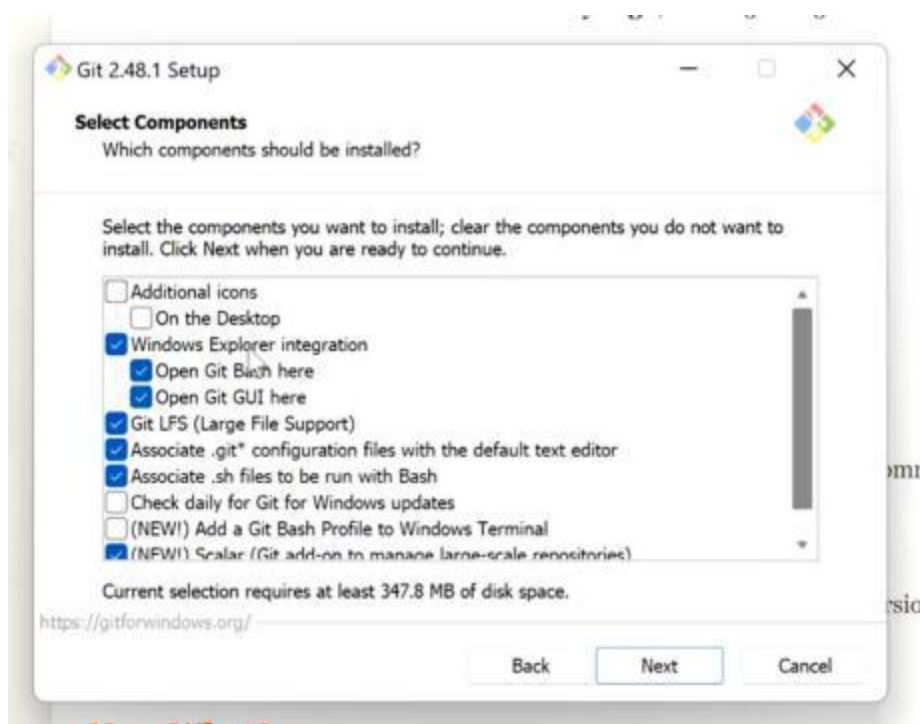 Git 2.48.1 Setup
Select Components
Which components should be installed?
Select the components you want to install; clear the components you do not want to
install. Click Next when you are ready to continue.
Additional icons
On the Desktop
Windows Explorer integration
Open Git Bash here
Open Git GUI here
Git LFS (Large File Support)
Associate .git* configuration files with the default text editor
Associate .sh files to be run with Bash
Check daily for Git for Windows updates
(NEW!) Add a Git Bash Profile to Windows Terminal
(NEW!) Scalar (Git add-on to manage large-scale repositories)
Current selection requires at least 347.8 MB of disk space.
https://gitforwindows.org/
Back Next Cancel